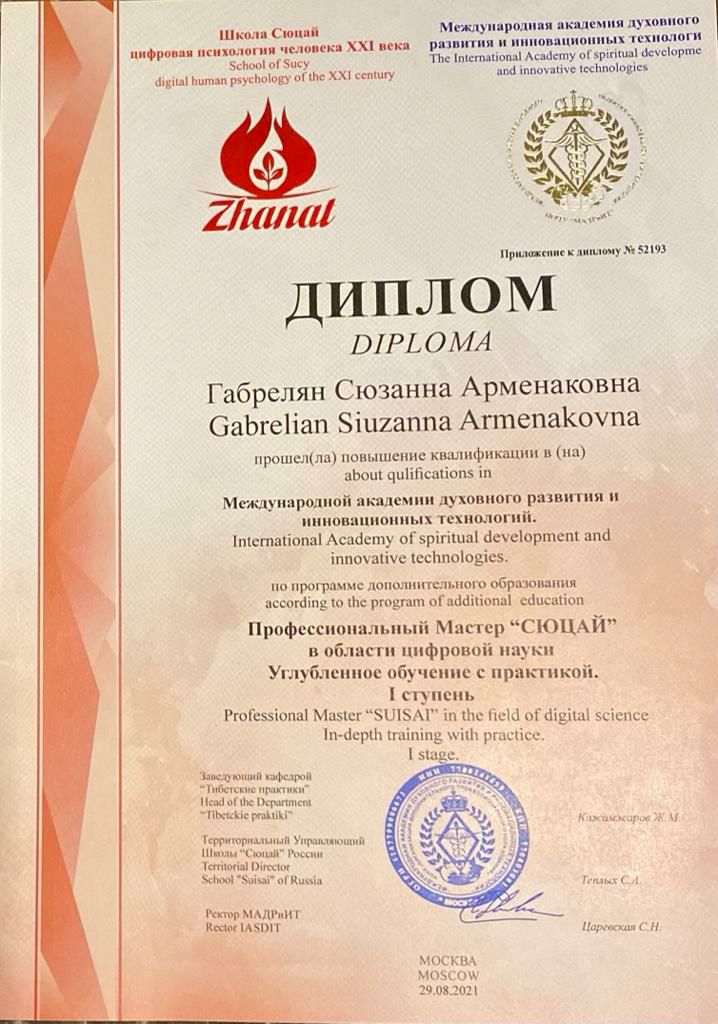 Школа Сюцай
цифровая психология человека XXI века
School of Sucy
digital human psychology of the XXI century
Международная академия духовного
развития и инновационных технологи
The International Academy of spiritual developme
and innovative technologies
Zhanat
Приложение к диплому № 52193
ДИПЛОМ
DIPLOMA
Габрелян Сюзанна Арменаковна
Gabrelian Siuzanna Armenakovna
прошел(ла) повышение квалификации в (на)
about qulifications in
Международной академии духовного развития и
инновационных технологий.
International Academy of spiritual development and
innovative technologies.
по программе дополнительного образования
according to the program of additional education
Профессиональный Мастер “СЮЦАЙ”
в области цифровой науки
Углубленное обучение с практикой.
I ступень
Professional Master “SUISAI” in the field of digital science
In-depth training with practice.
I stage.
Заведующий кафедрой
“Тибетские практики”
Head of the Department
“Tibetckie praktiki”
Территориальный Управляющий
Школы “Сюцай” России
Territorial Director
School "Suisai" of Russia
Теплых С.А.
Ректор МАДРиИТ
Rector IASDIT
Царевская С.Н.
МОСКВА
MOSCOW
29.08.2021